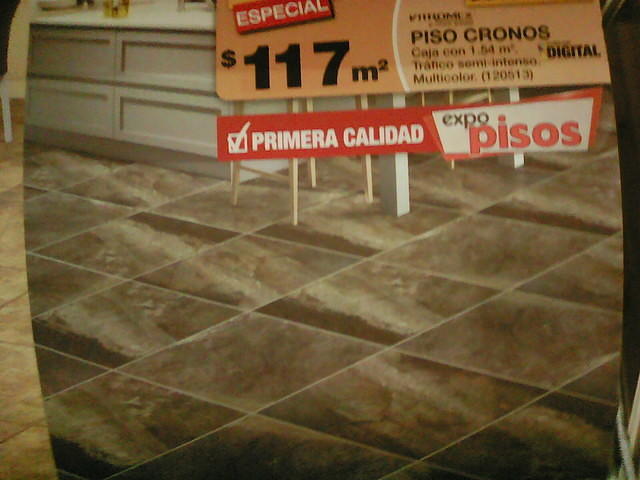 ESPECIAL
$117 m²
VITROMEX
PISO CRONOS
Caja con 1.54 m².
Tráfico semi-intenso.
Multicolor. (120513)
DIGITAL
PRIMERA CALIDAD
expo
pisos